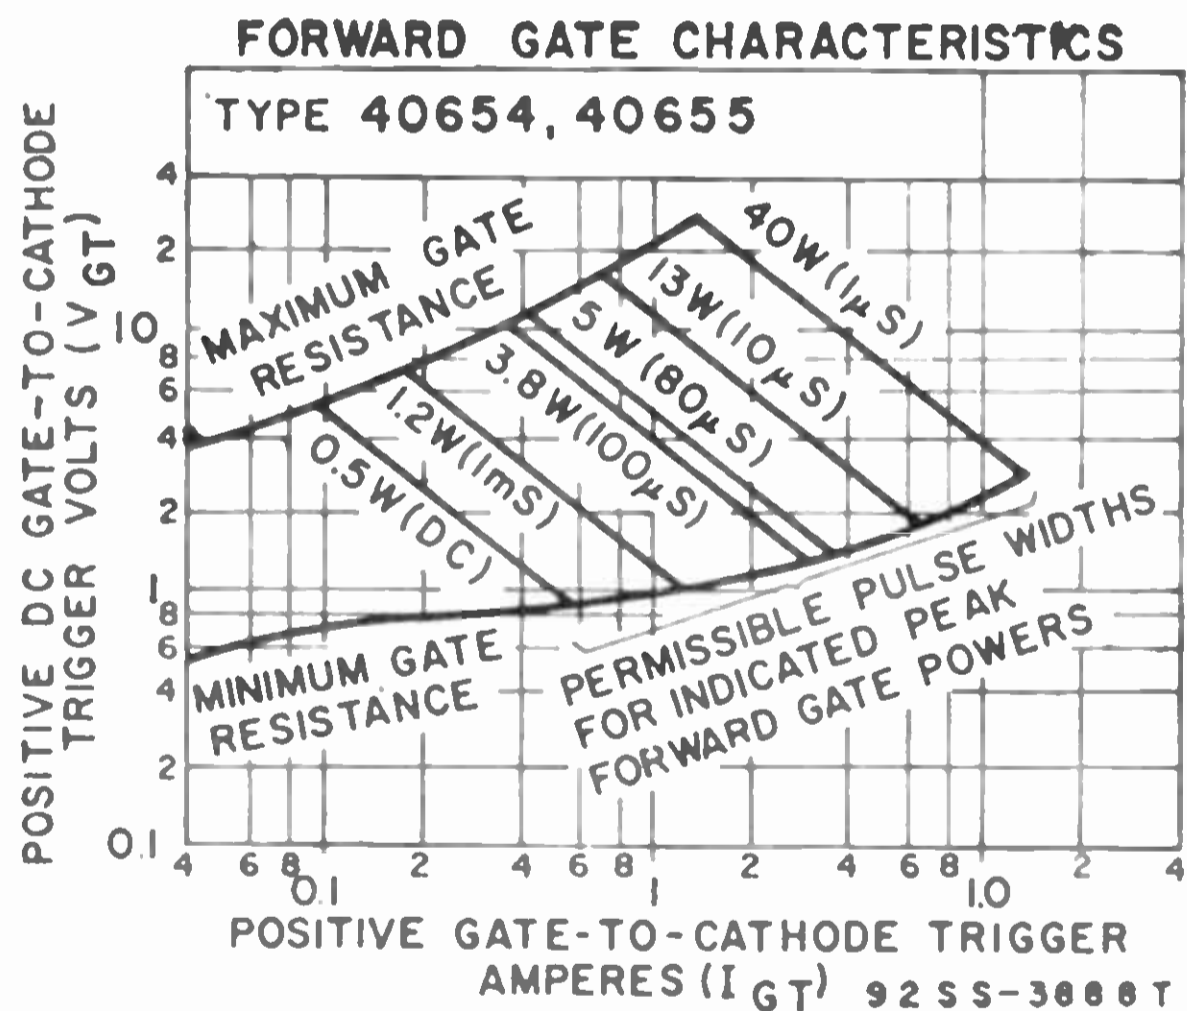 FORWARD GATE CHARACTERISTICS
TYPE 40654, 40655
POSITIVE DC GATE-TO-CATHODE
TRIGGER VOLTS (VGT)
4
2
10
8
6
4
2
1
8
6
4
2
0.1
MAXIMUM GATE
RESISTANCE
40W (1μS)
13W (10μS)
5W (80μS)
3.8W (100μS)
1.2W (1mS)
0.5W (DC)
MINIMUM GATE
RESISTANCE
PERMISSIBLE PULSE WIDTHS
FOR INDICATED PEAK
FORWARD GATE POWERS
4 6 8 2 4 6 8 2 4 6 8 2 4
0.1 1 1.0
POSITIVE GATE-TO-CATHODE TRIGGER
AMPERES (IGT)
92SS-3888T